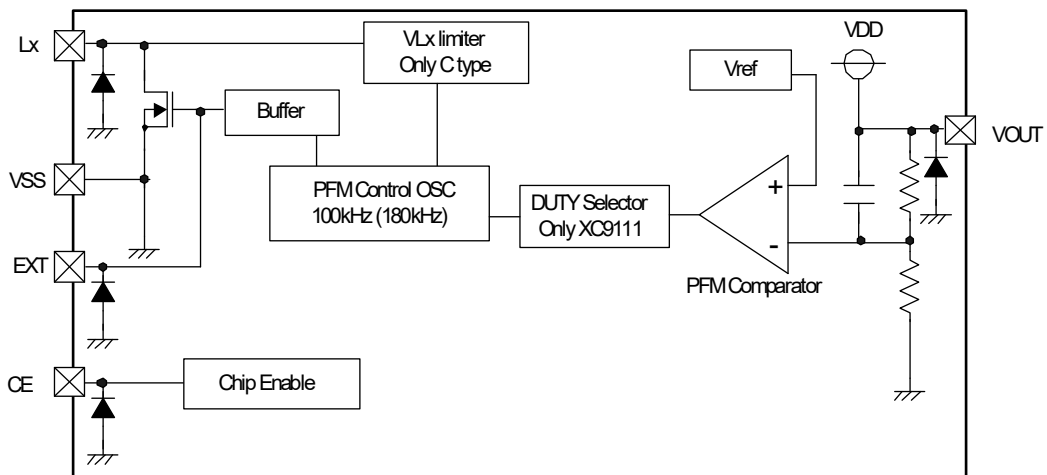 Lx
VLx limiter
Only C type
VDD
Vref
Buffer
VOUT
VSS
PFM Control OSC
100kHz (180kHz)
DUTY Selector
Only XC9111
+
-
EXT
PFM Comparator
CE
Chip Enable